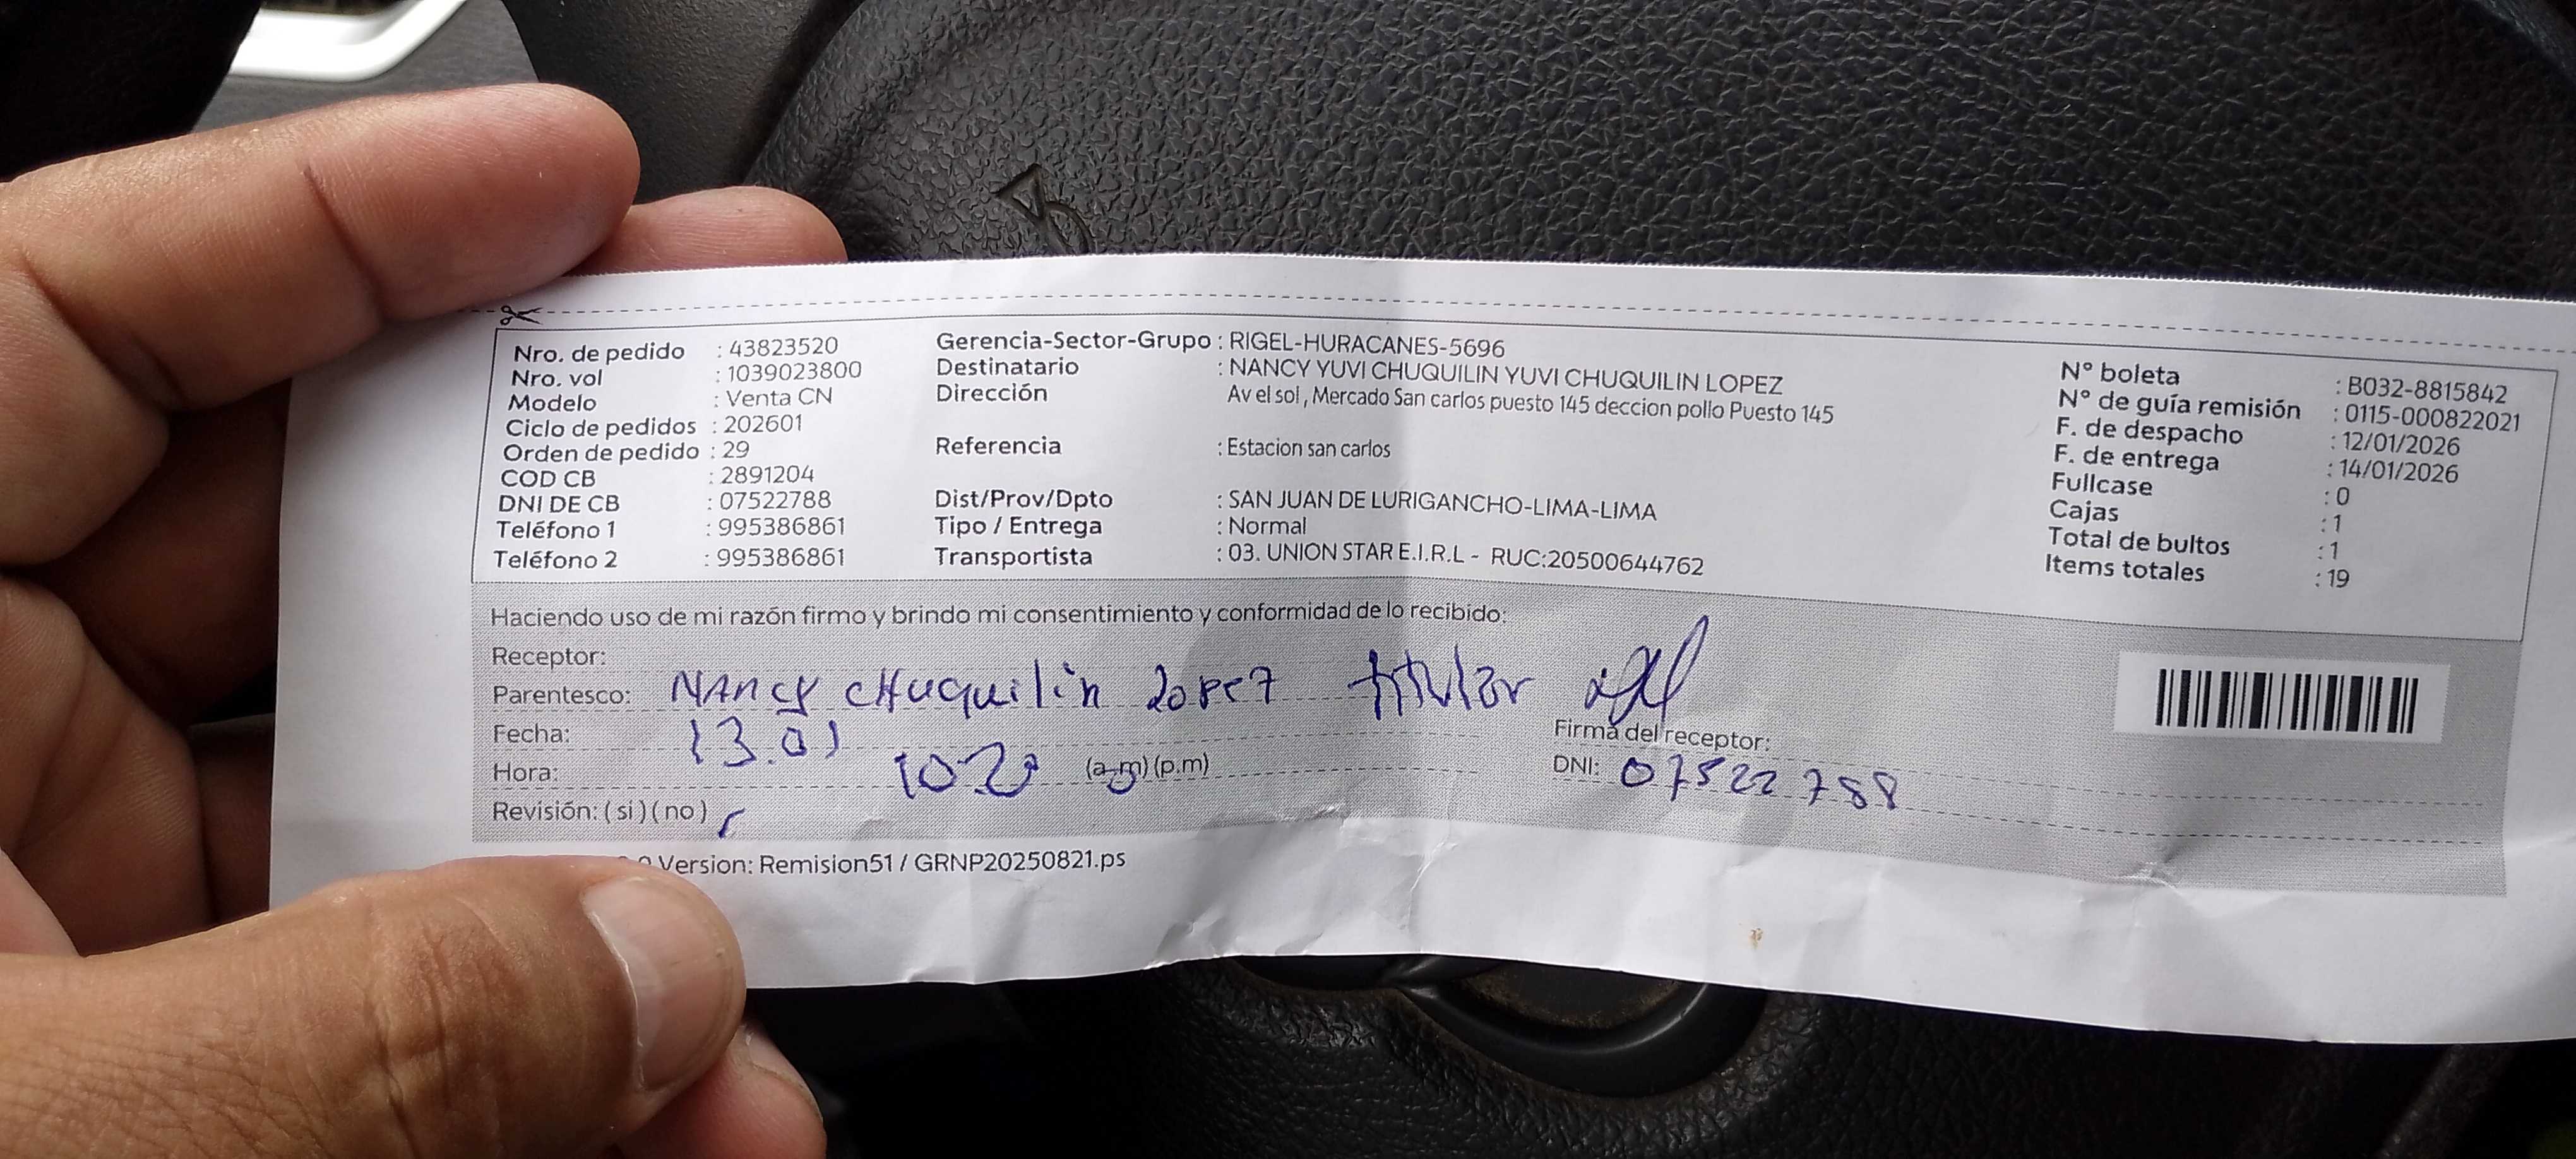 Nro. de pedido : 43823520
Nro. vol : 1039023800
Modelo : Venta CN
Ciclo de pedidos : 202601
Orden de pedido : 29
COD CB : 2891204
DNI DE CB : 07522788
Teléfono 1 : 995386861
Teléfono 2 : 995386861
Gerencia-Sector-Grupo : RIGEL-HURACANES-5696
Destinatario : NANCY YUVI CHUQUILIN YUVI CHUQUILIN LOPEZ
Dirección Av el sol , Mercado San carlos puesto 145 deccion pollo Puesto 145
Referencia : Estacion san carlos
Dist/Prov/Dpto : SAN JUAN DE LURIGANCHO-LIMA-LIMA
Tipo / Entrega : Normal
Transportista : 03. UNION STAR E.I.R.L - RUC:20500644762
N° boleta : B032-8815842
N° de guía remisión : 0115-000822021
F. de despacho : 12/01/2026
F. de entrega : 14/01/2026
Fullcase : 0
Cajas : 1
Total de bultos : 1
Items totales : 19
Haciendo uso de mi razón firmo y brindo mi consentimiento y conformidad de lo recibido:
Receptor:
Parentesco: NANCY CHuquilin Lopez titular
Fecha: 13.01
Hora: (a.m) (p.m)
Revisión: ( si ) ( no )
Firma del receptor:
DNI: 07522788
Version: Remision51 / GRNP20250821.ps